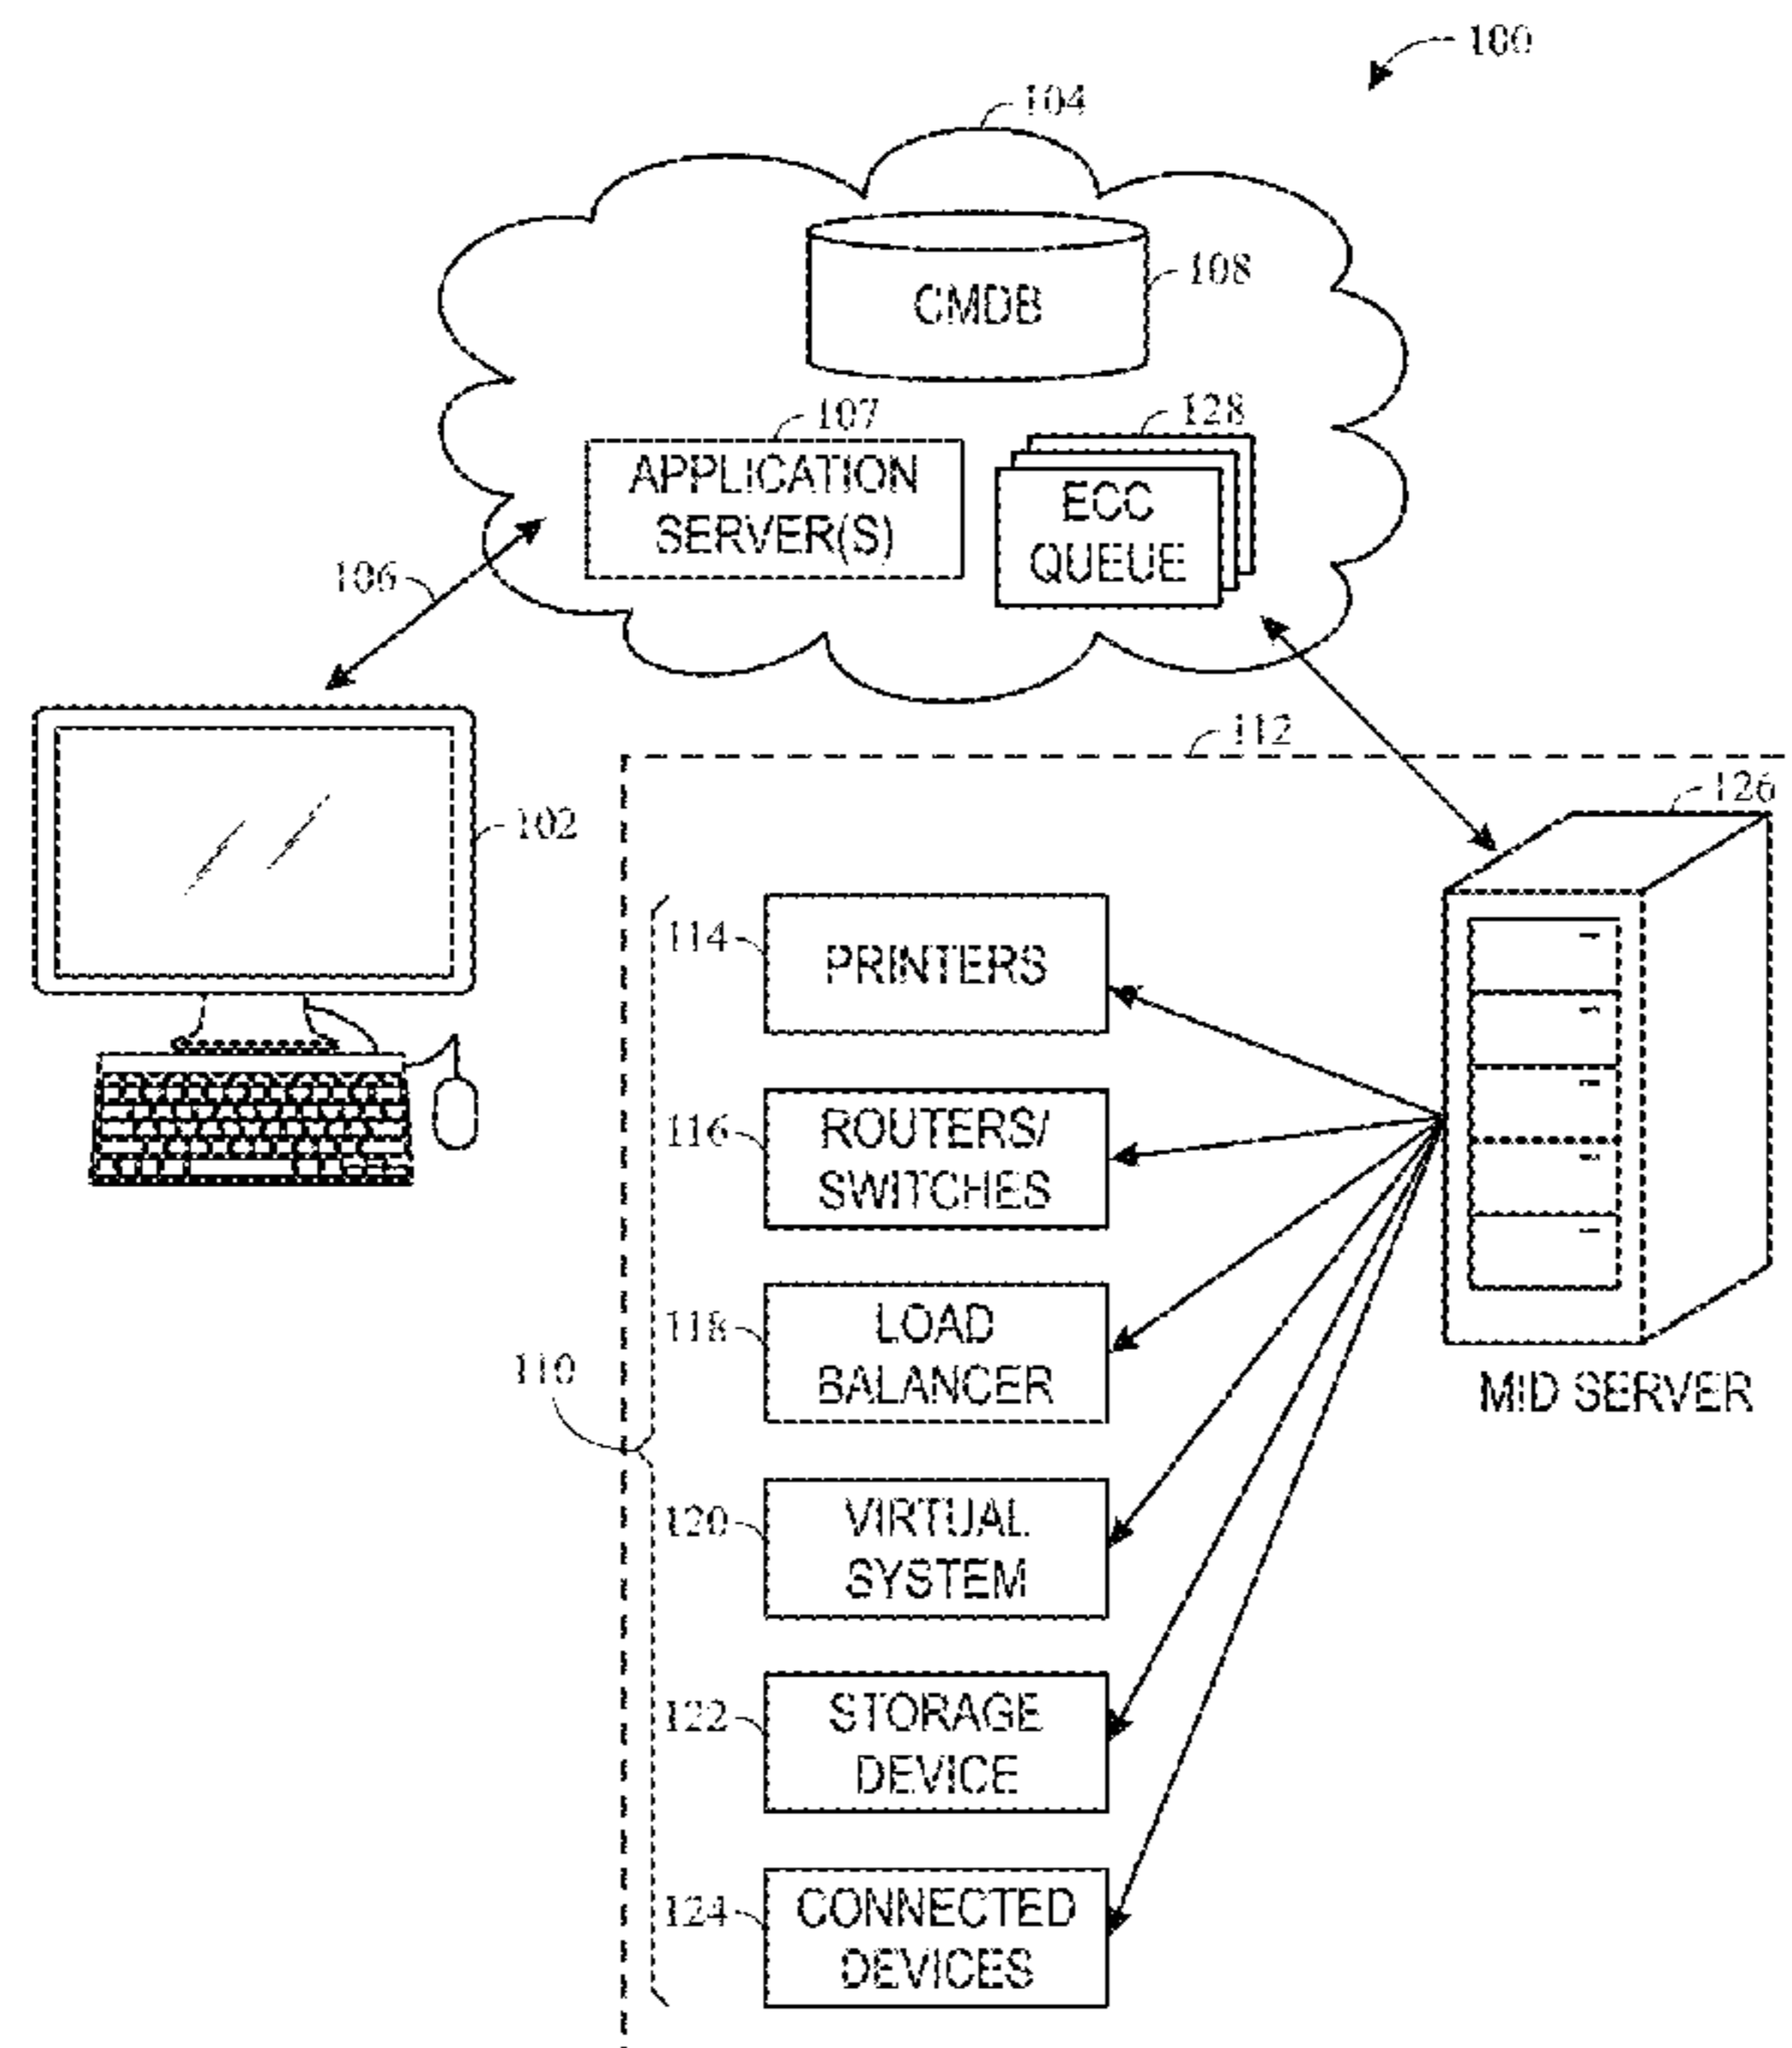 100
104
CMDB
108
107
128
APPLICATION
SERVER(S)
ECC
QUEUE
106
112
126
102
114
PRINTERS
116
ROUTERS/
SWITCHES
118
LOAD
BALANCER
110
MID SERVER
120
VIRTUAL
SYSTEM
122
STORAGE
DEVICE
124
CONNECTED
DEVICES